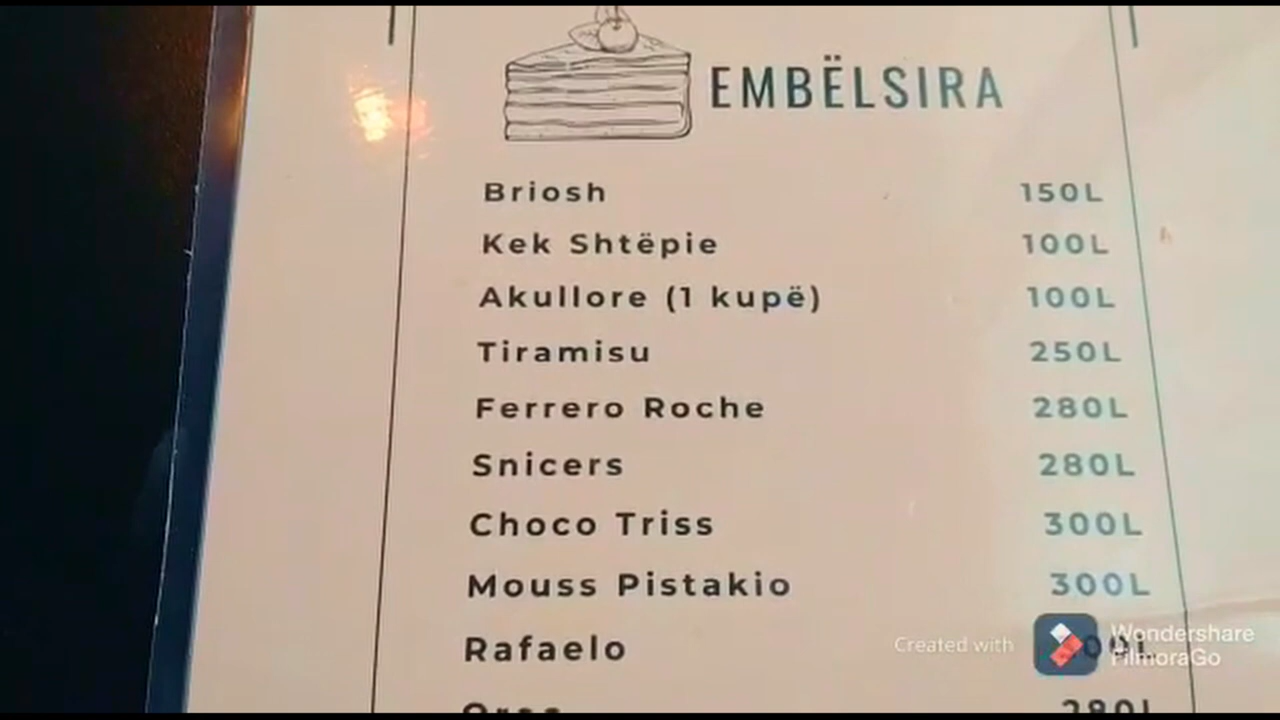 EMBËLSIRA
Briosh 150L
Kek Shtëpie 100L
Akullore (1 kupë) 100L
Tiramisu 250L
Ferrero Roche 280L
Snicers 280L
Choco Triss 300L
Mouss Pistakio 300L
Rafaelo
Created with Wondershare
FilmoraGo
280L